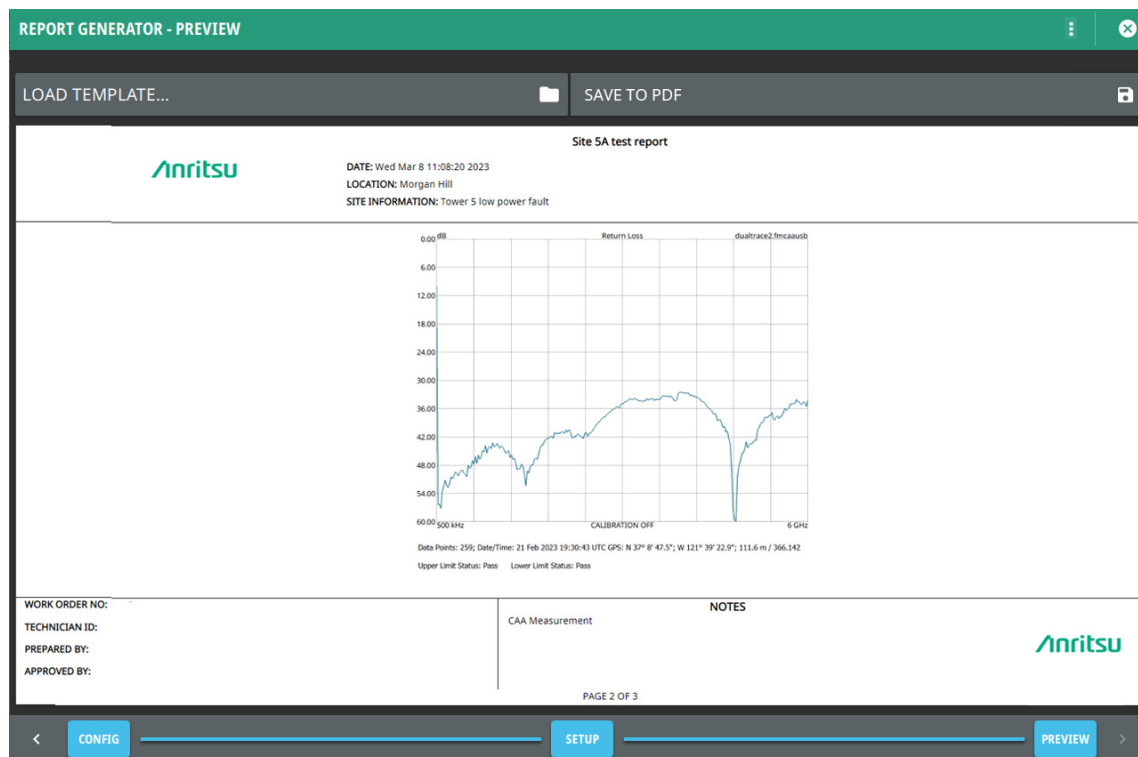 REPORT GENERATOR - PREVIEW
LOAD TEMPLATE...
SAVE TO PDF
Site 5A test report
Anritsu
DATE: Wed Mar 8 11:08:20 2023
LOCATION: Morgan Hill
SITE INFORMATION: Tower 5 low power fault
dB Return Loss dualtrace2.fmcaausb
0.00
6.00
12.00
18.00
24.00
30.00
36.00
42.00
48.00
54.00
60.00
500 kHz CALIBRATION OFF 6 GHz
Data Points: 259; Date/Time: 21 Feb 2023 19:30:43 UTC GPS: N 37° 8' 47.5"; W 121° 39' 22.9"; 111.6 m / 366.142
Upper Limit Status: Pass Lower Limit Status: Pass
WORK ORDER NO:
TECHNICIAN ID:
PREPARED BY:
APPROVED BY:
NOTES
CAA Measurement
Anritsu
PAGE 2 OF 3
CONFIG
SETUP
PREVIEW